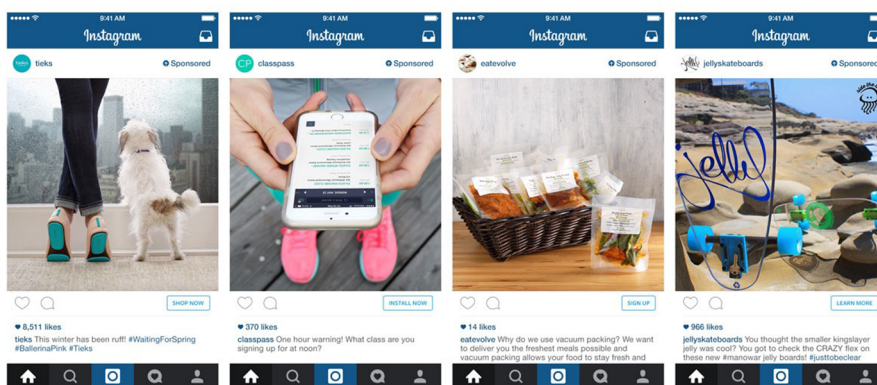 9:41 AM
Instagram
tieks
Sponsored
SHOP NOW
8,511 likes
tieks This winter has been ruff! #WaitingForSpring
#BallerinaPink #Tieks
9:41 AM
Instagram
CP classpass
Sponsored
INSTALL NOW
370 likes
classpass One hour warning! What class are you
signing up for at noon?
9:41 AM
Instagram
eatevolve
Sponsored
SIGN UP
14 likes
eatevolve Why do we use vacuum packing? We want
to deliver you the freshest meals possible and
vacuum packing allows your food to stay fresh and
9:41 AM
Instagram
jellyskateboards
Sponsored
jelly
LEARN MORE
966 likes
jellyskateboards You thought the smaller kingslayer
jelly was cool? You got to check the CRAZY flex on
these new #manowar jelly boards! #justtobeclear